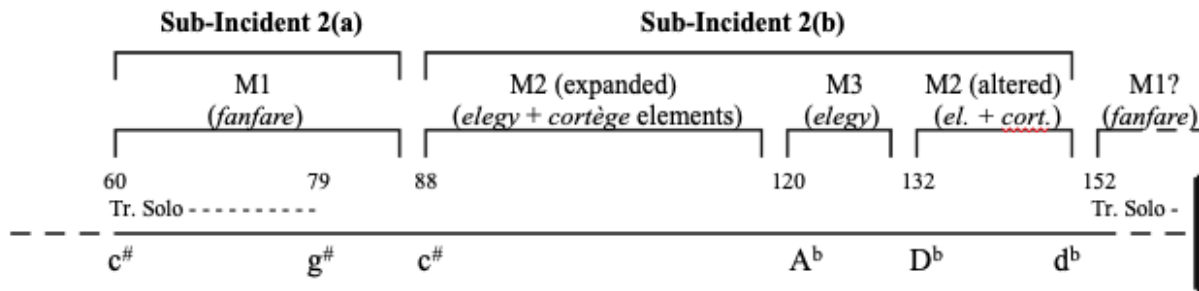 Sub-Incident 2(a) Sub-Incident 2(b)
M1 M2 (expanded) M3 M2 (altered) M1?
(fanfare) (elegy + cortège elements) (elegy) (el. + cort.) (fanfare)
60 79 88 120 132 152
Tr. Solo - - - - - - - - - - Tr. Solo -
c# g# c# Ab Db db